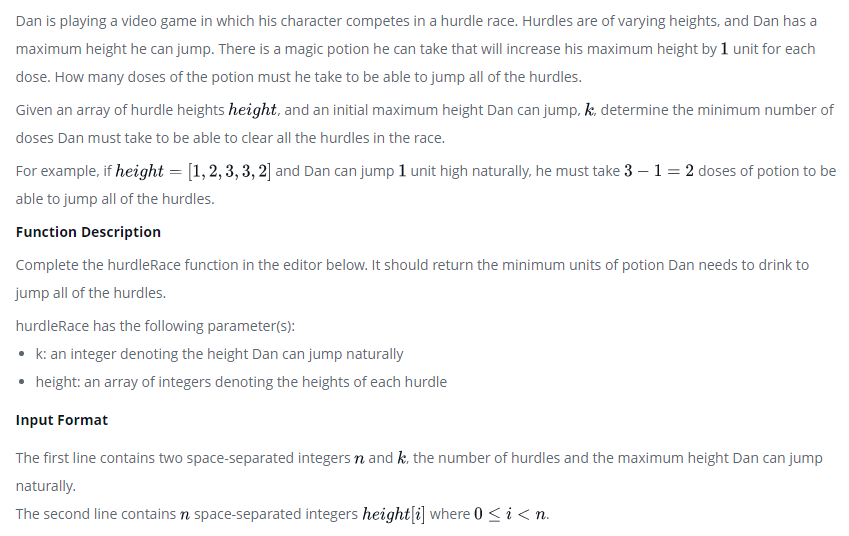 Dan is playing a video game in which his character competes in a hurdle race. Hurdles are of varying heights, and Dan has a
maximum height he can jump. There is a magic potion he can take that will increase his maximum height by 1 unit for each
dose. How many doses of the potion must he take to be able to jump all of the hurdles.
Given an array of hurdle heights height, and an initial maximum height Dan can jump, k, determine the minimum number of
doses Dan must take to be able to clear all the hurdles in the race.
For example, if height = [1, 2, 3, 3, 2] and Dan can jump 1 unit high naturally, he must take 3 − 1 = 2 doses of potion to be
able to jump all of the hurdles.
Function Description
Complete the hurdleRace function in the editor below. It should return the minimum units of potion Dan needs to drink to
jump all of the hurdles.
hurdleRace has the following parameter(s):
• k: an integer denoting the height Dan can jump naturally
• height: an array of integers denoting the heights of each hurdle
Input Format
The first line contains two space-separated integers n and k, the number of hurdles and the maximum height Dan can jump
naturally.
The second line contains n space-separated integers height[i] where 0 ≤ i < n.